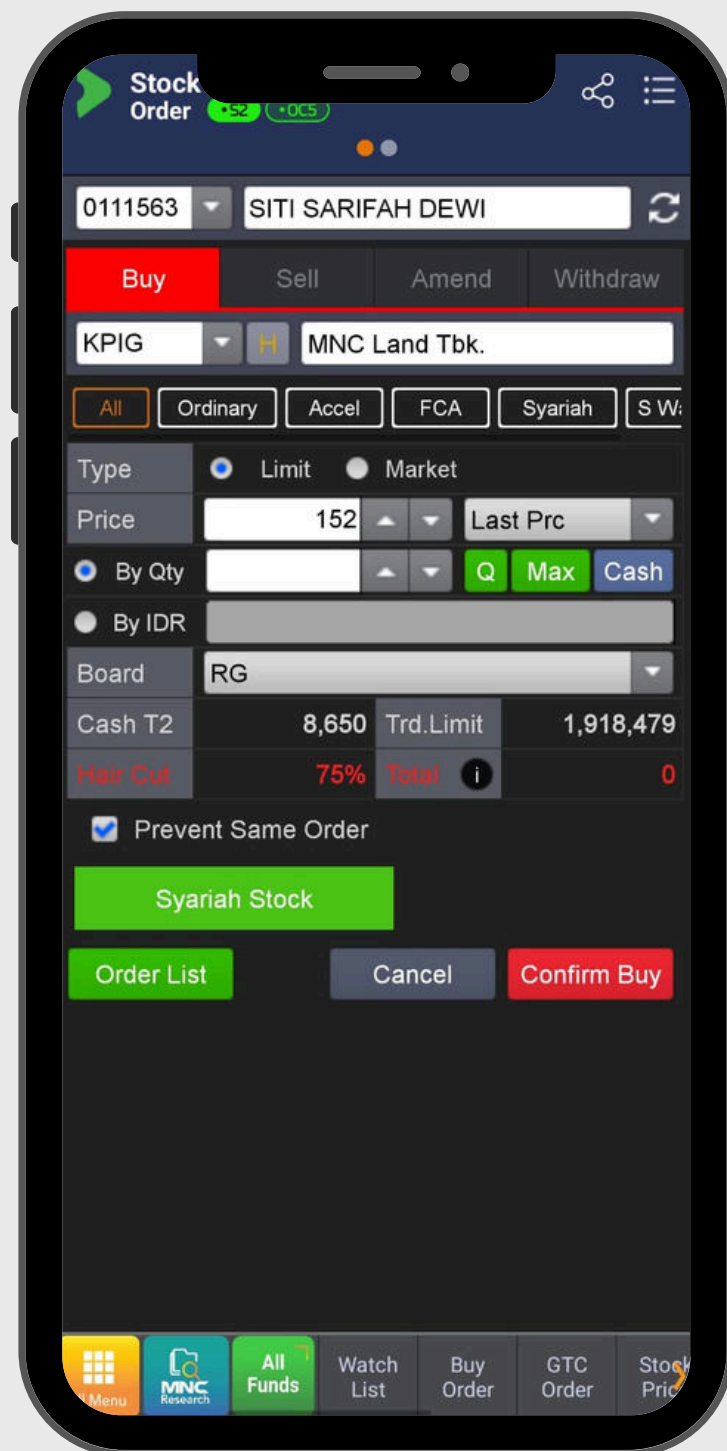 Stock
Order •S2 •OC5
0111563 SITI SARIFAH DEWI
Buy Sell Amend Withdraw
KPIG H MNC Land Tbk.
All Ordinary Accel FCA Syariah S
Type Limit Market
Price 152 Last Prc
By Qty Q Max Cash
By IDR
Board RG
Cash T2 8,650 Trd.Limit 1,918,479
Hair Cut 75% Total i 0
Prevent Same Order
Syariah Stock
Order List Cancel Confirm Buy
Menu MNC Research All Funds Watch List Buy Order GTC Order Stock